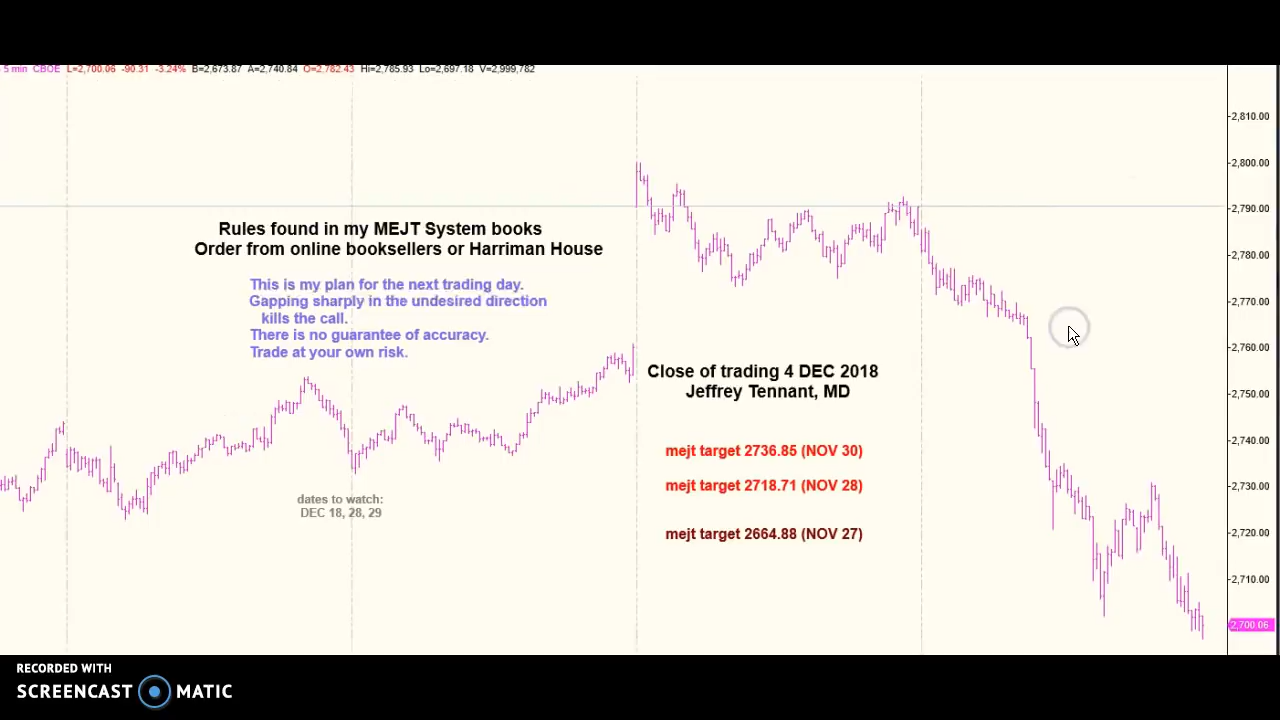 5 min CBOE L=2,700.06 -90.31 -3.24% B=2,673.87 A=2,740.84 O=2,782.43 Hi=2,785.93 Lo=2,697.18 V=2,999,782
2,810.00
2,800.00
2,790.00
2,780.00
2,770.00
2,760.00
2,750.00
2,740.00
2,730.00
2,720.00
2,710.00
2,700.06
Rules found in my MEJT System books
Order from online booksellers or Harriman House
This is my plan for the next trading day.
Gapping sharply in the undesired direction
kills the call.
There is no guarantee of accuracy.
Trade at your own risk.
Close of trading 4 DEC 2018
Jeffrey Tennant, MD
mejt target 2736.85 (NOV 30)
mejt target 2718.71 (NOV 28)
mejt target 2664.88 (NOV 27)
dates to watch:
DEC 18, 28, 29
RECORDED WITH
SCREENCAST MATIC